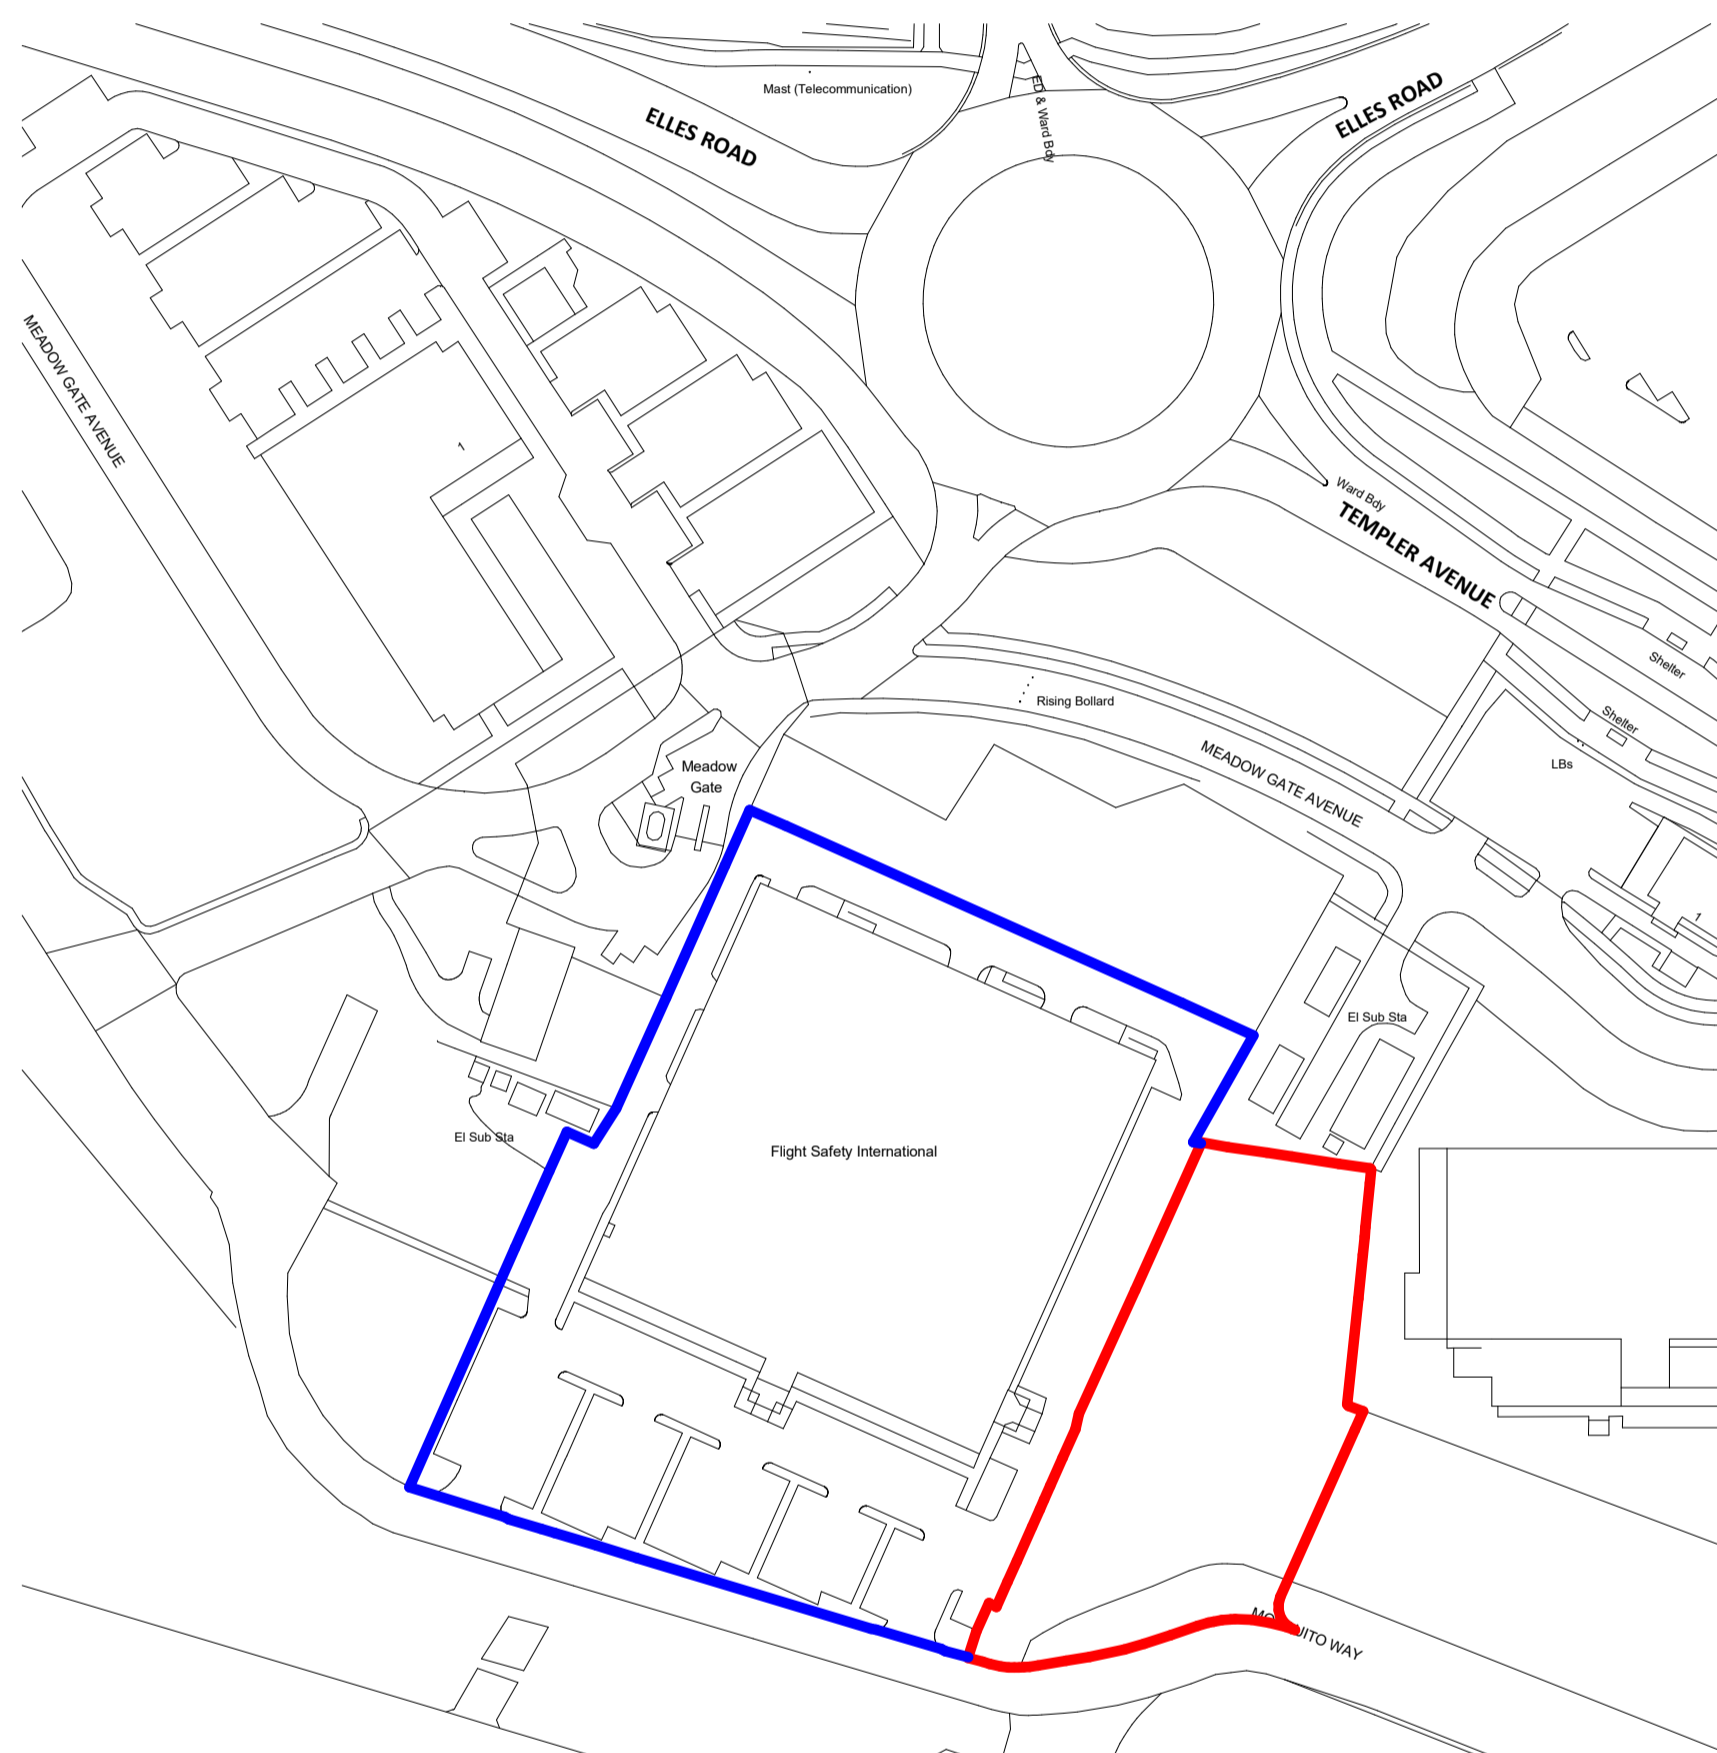 Mast (Telecommunication)
ELLES ROAD
ED & Ward Bdy
ELLES ROAD
MEADOW GATE AVENUE
1
Ward Bdy
TEMPLER AVENUE
Shelter
Shelter
LBs
Rising Bollard
MEADOW GATE AVENUE
Meadow
Gate
1
El Sub Sta
El Sub Sta
Flight Safety International
UITO WAY